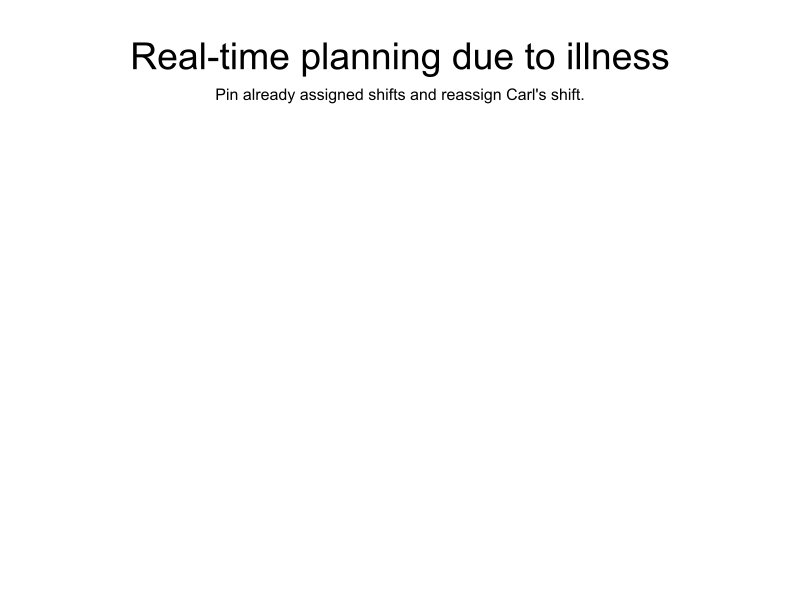 Real-time planning due to illness
Pin already assigned shifts and reassign Carl's shift.